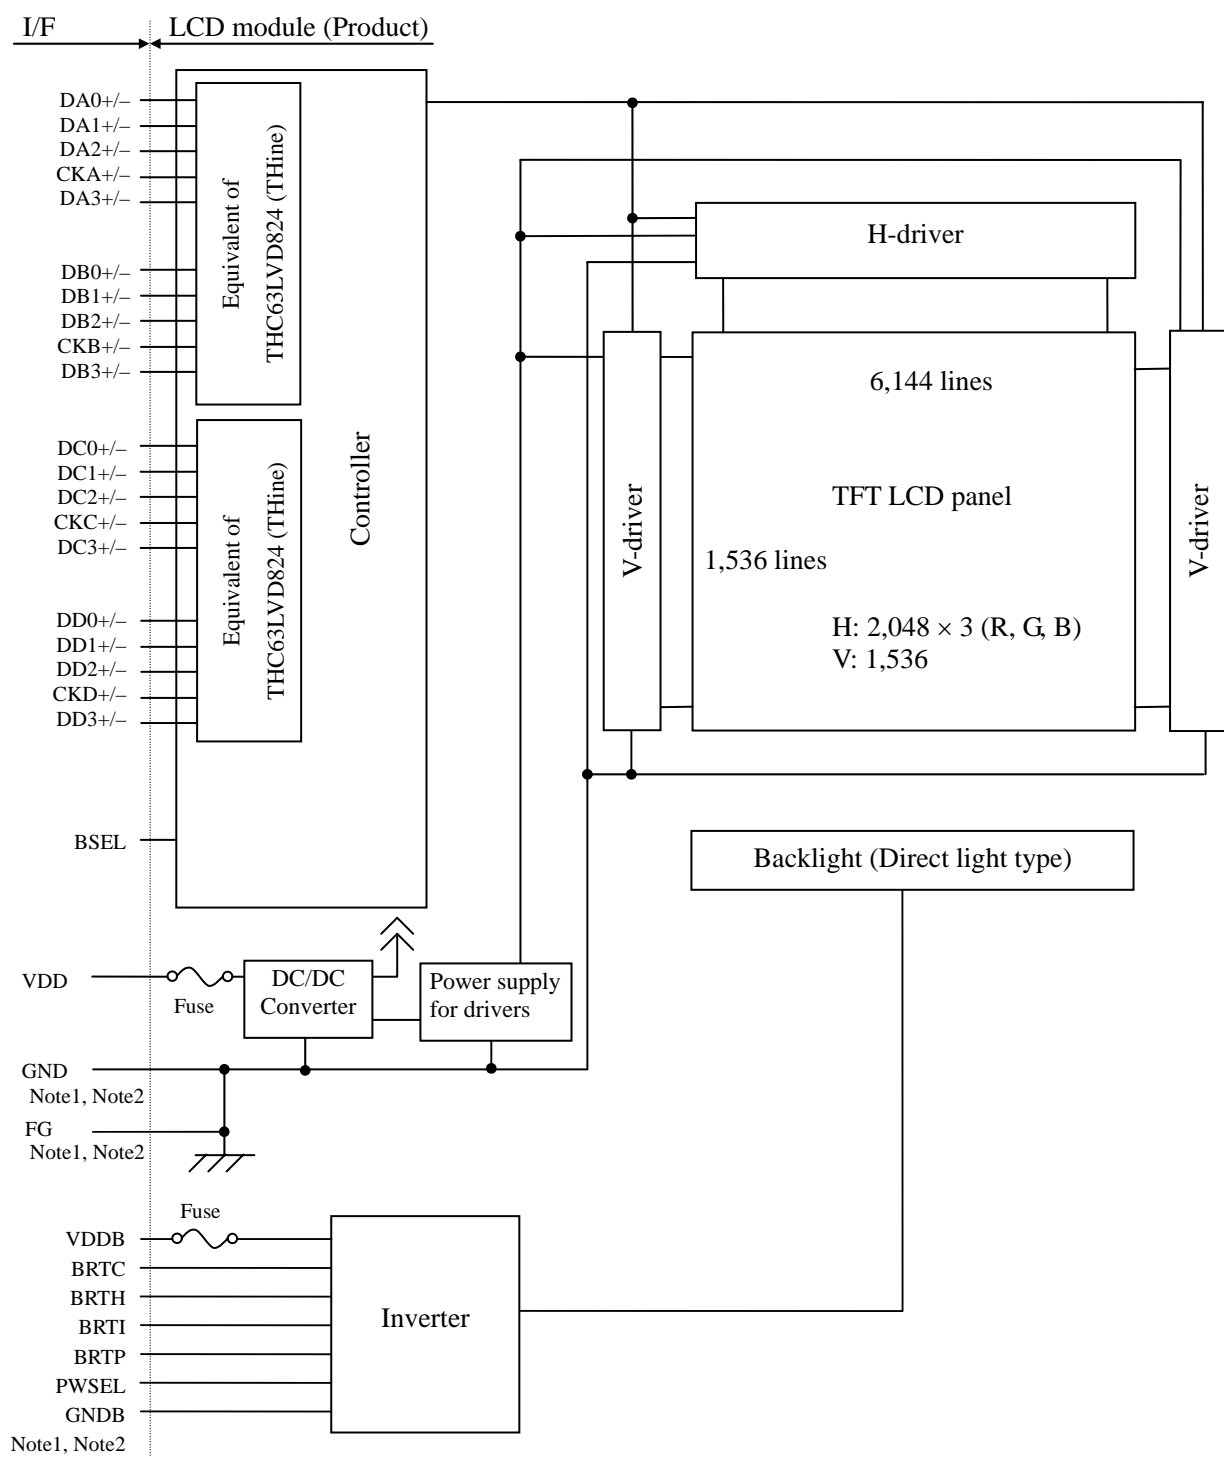 I/F
LCD module (Product)
DA0+/–
DA1+/–
DA2+/–
CKA+/–
DA3+/–
DB0+/–
DB1+/–
DB2+/–
CKB+/–
DB3+/–
DC0+/–
DC1+/–
DC2+/–
CKC+/–
DC3+/–
DD0+/–
DD1+/–
DD2+/–
CKD+/–
DD3+/–
BSEL
Equivalent of
THC63LVD824 (THine)
Equivalent of
THC63LVD824 (THine)
Controller
H-driver
V-driver
6,144 lines
TFT LCD panel
1,536 lines
H: 2,048 × 3 (R, G, B)
V: 1,536
V-driver
Backlight (Direct light type)
VDD
Fuse
DC/DC
Converter
Power supply
for drivers
GND
Note1, Note2
FG
Note1, Note2
Fuse
VDDB
BRTC
BRTH
BRTI
BRTP
PWSEL
GNDB
Note1, Note2
Inverter